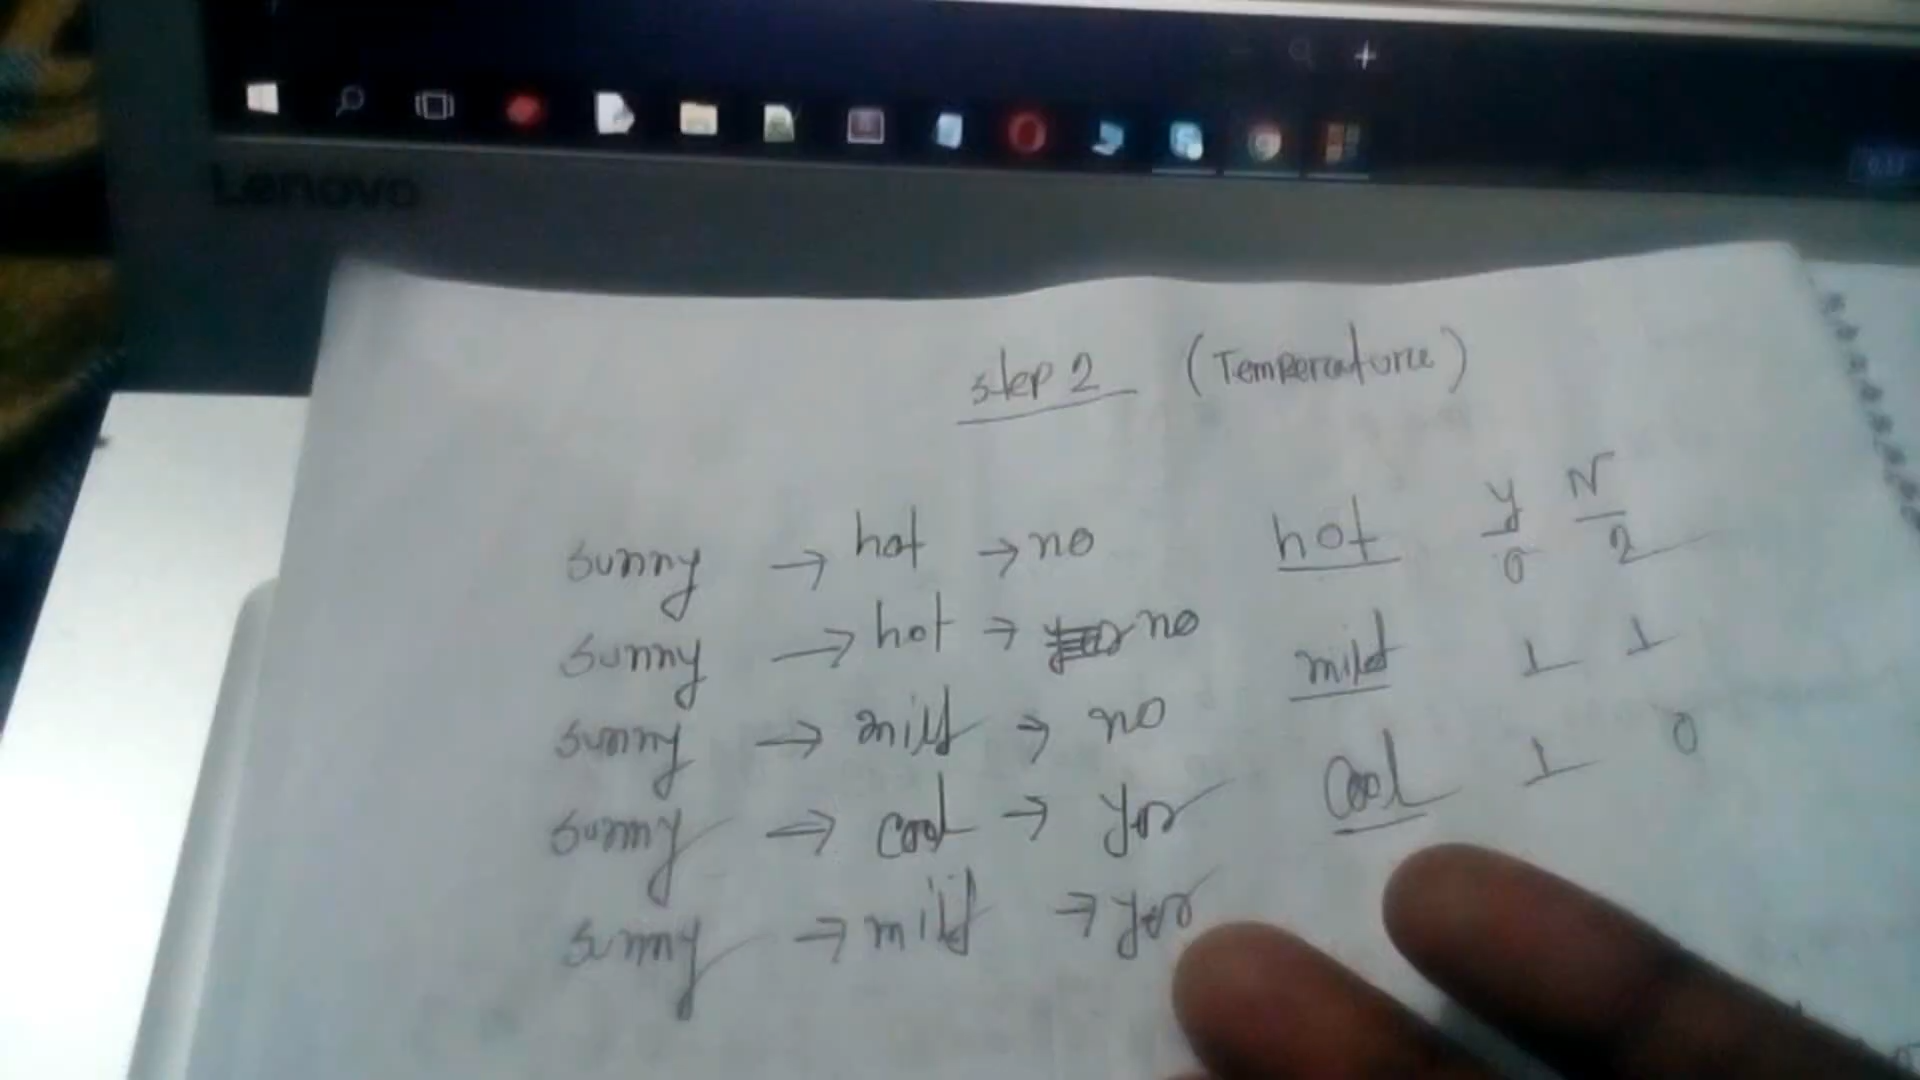 Lenovo
step 2 (Temperature)
sunny → hot → no
sunny → hot → no
sunny → mild → no
sunny → cool → yes
sunny → mild → yes
Y N
hot 0 2
mild 1 1
cool 1 0